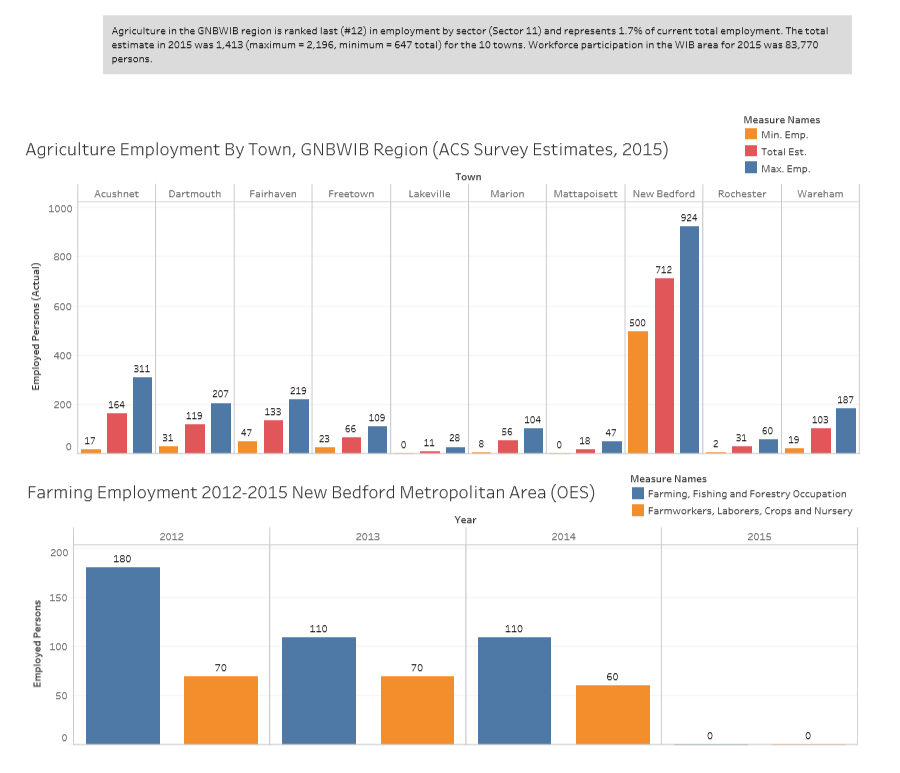 Agriculture in the GNBWIB region is ranked last (#12) in employment by sector (Sector 11) and represents 1.7% of current total employment. The total
estimate in 2015 was 1,413 (maximum = 2,196, minimum = 647 total) for the 10 towns. Workforce participation in the WIB area for 2015 was 83,770
persons.
Measure Names
Min. Emp.
Total Est.
Max. Emp.
Agriculture Employment By Town, GNBWIB Region (ACS Survey Estimates, 2015)
Town
Acushnet Dartmouth Fairhaven Freetown Lakeville Marion Mattapoisett New Bedford Rochester Wareham
Employed Persons (Actual)
1000
800
600
400
200
0
17 164 311
31 119 207
47 133 219
23 66 109
0 11 28
8 56 104
0 18 47
500 712 924
2 31 60
19 103 187
Farming Employment 2012-2015 New Bedford Metropolitan Area (OES)
Measure Names
Farming, Fishing and Forestry Occupation
Farmworkers, Laborers, Crops and Nursery
Year
2012 2013 2014 2015
Employed Persons
200
150
100
50
0
180 70
110 70
110 60
0 0